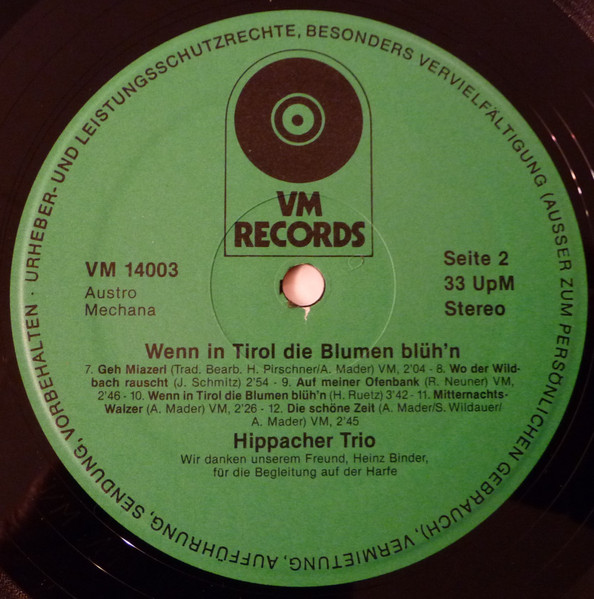 URHEBER- UND LEISTUNGSSCHUTZRECHTE, BESONDERS VERVIELFÄLTIGUNG (AUSSER ZUM PERSÖNLICHEN GEBRAUCH), VERMIETUNG, AUFFÜHRUNG, SENDUNG, VORBEHALTEN ·
VM
RECORDS
VM 14003
Austro
Mechana
Seite 2
33 UpM
Stereo
Wenn in Tirol die Blumen blüh'n
7. Geh Miazerl (Trad. Bearb. H. Pirschner/A. Mader) VM, 2'04 - 8. Wo der Wild-
bach rauscht (J. Schmitz) 2'54 - 9. Auf meiner Ofenbank (R. Neuner) VM,
2'46 - 10. Wenn in Tirol die Blumen blüh'n (H. Ruetz) 3'42 - 11. Mitternachts-
Walzer (A. Mader) VM, 2'26 - 12. Die schöne Zeit (A. Mader/S. Wildauer/
A. Mader) VM, 2'45
Hippacher Trio
Wir danken unserem Freund, Heinz Binder,
für die Begleitung auf der Harfe